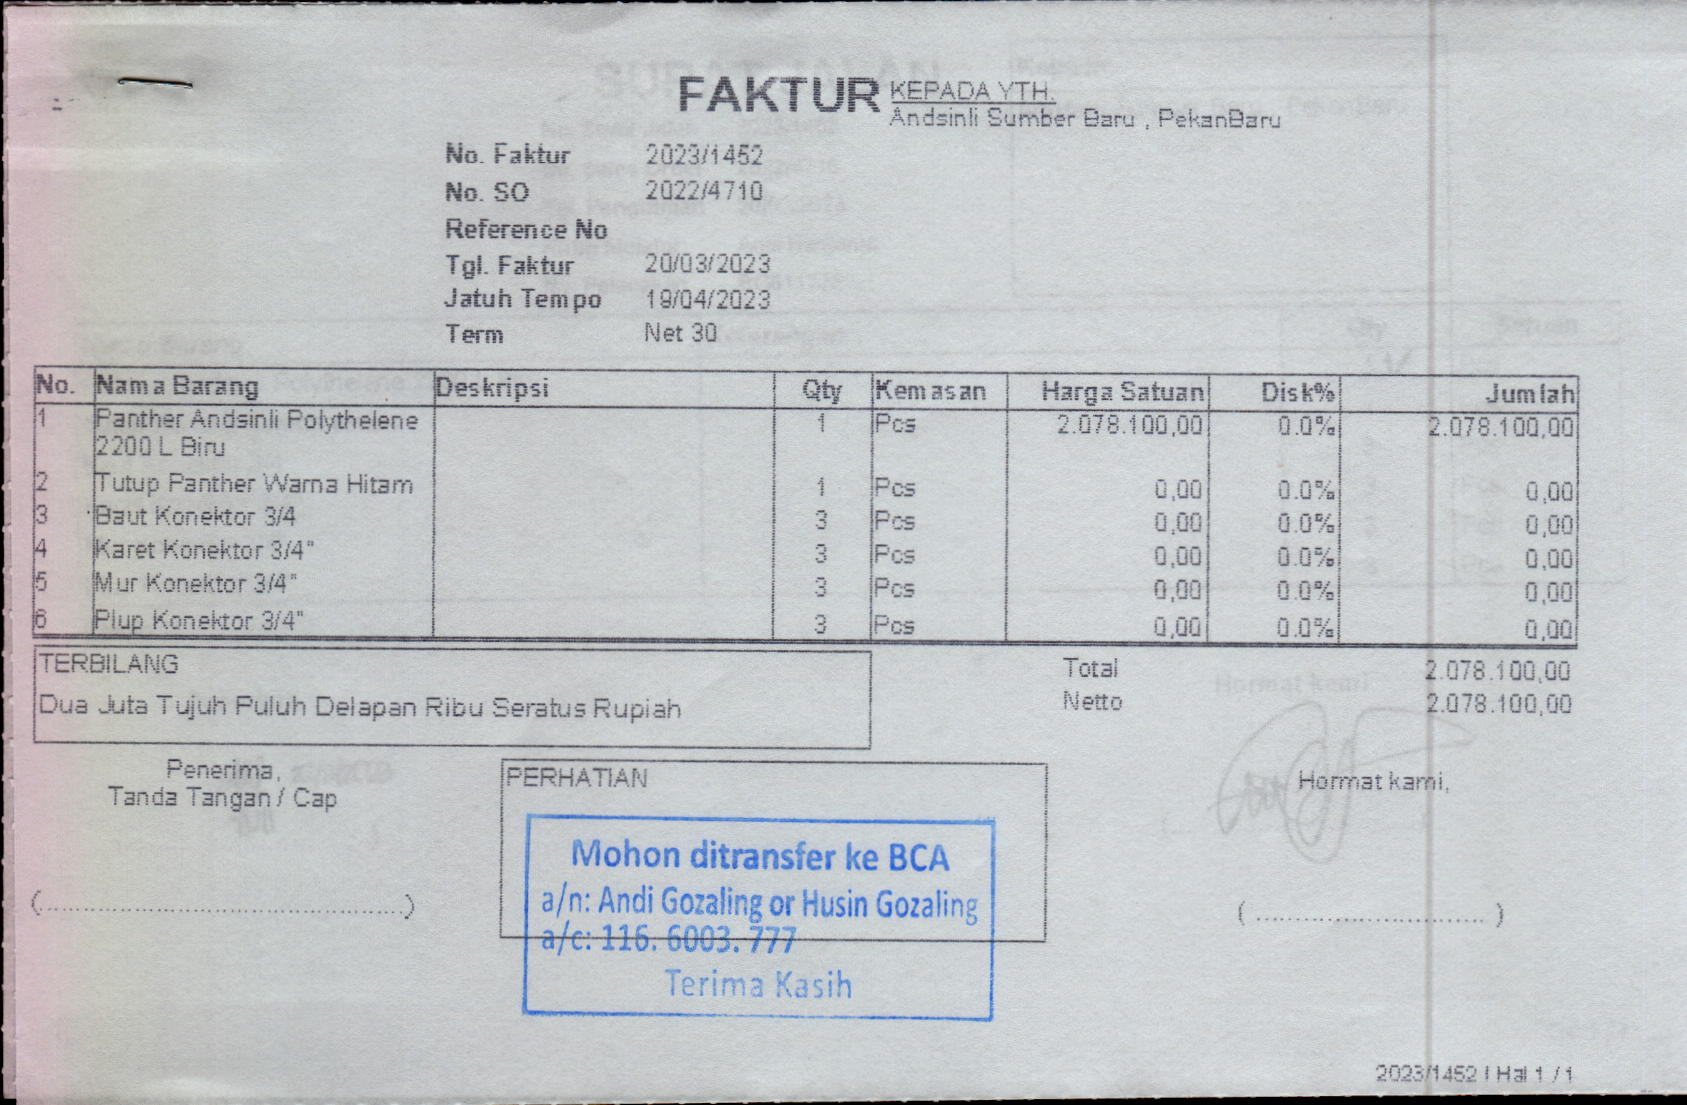 FAKTUR
KEPADA YTH.
Andsinli Sumber Baru , PekanBaru
No. Faktur 2023/1452
No. SO 2022/4710
Reference No
Tgl. Faktur 20/03/2023
Jatuh Tempo 19/04/2023
Term Net 30
No. Nama Barang Deskripsi Qty Kemasan Harga Satuan Disk% Jumlah
1 Panther Andsinli Polythelene 1 Pcs 2.078.100,00 0.0% 2.078.100,00
2200 L Biru
2 Tutup Panther Warna Hitam 1 Pcs 0,00 0.0% 0,00
3 Baut Konektor 3/4 3 Pcs 0,00 0.0% 0,00
4 Karet Konektor 3/4" 3 Pcs 0,00 0.0% 0,00
5 Mur Konektor 3/4" 3 Pcs 0,00 0.0% 0,00
6 Plup Konektor 3/4" 3 Pcs 0,00 0.0% 0,00
TERBILANG
Dua Juta Tujuh Puluh Delapan Ribu Seratus Rupiah
Total 2.078.100,00
Netto 2.078.100,00
Penerima,
Tanda Tangan / Cap
(........................................)
PERHATIAN
Mohon ditransfer ke BCA
a/n: Andi Gozaling or Husin Gozaling
a/c: 116. 6003. 777
Terima Kasih
Hormat kami,
(..............................)
2023/1452 | Hal 1 / 1